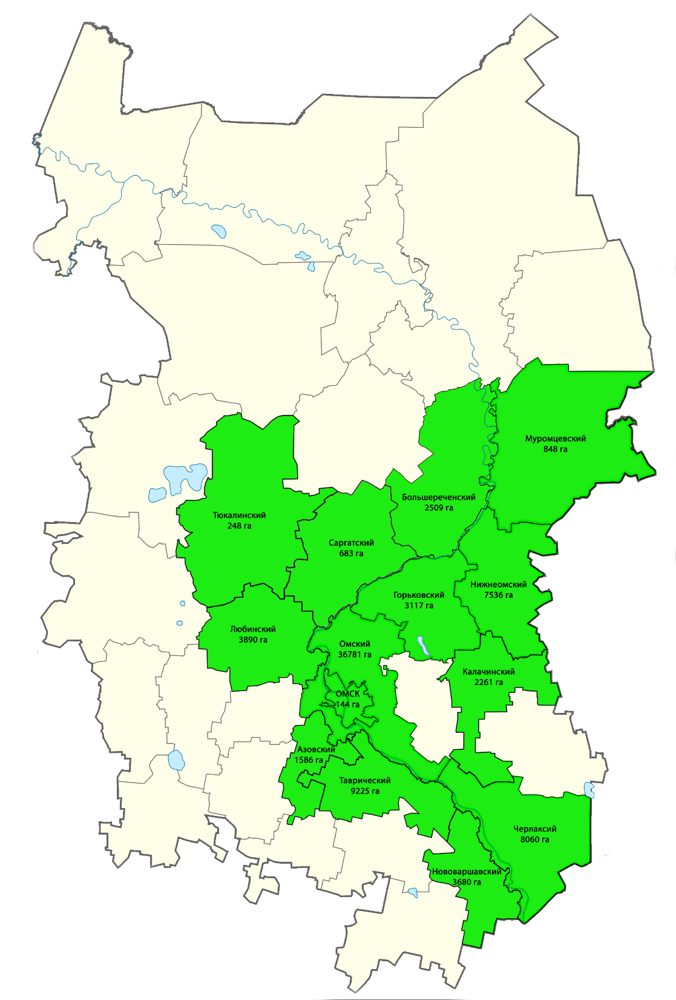 Муромцевский
848 га
Большереченский
2509 га
Тюкалинский
248 га
Саргатский
683 га
Нижнеомский
7536 га
Горьковский
3117 га
Любинский
3890 га
Омский
36781 га
Калачинский
2261 га
ОМСК
144 га
Азовский
1586 га
Таврический
9225 га
Черлакский
8060 га
Нововаршавский
3680 га